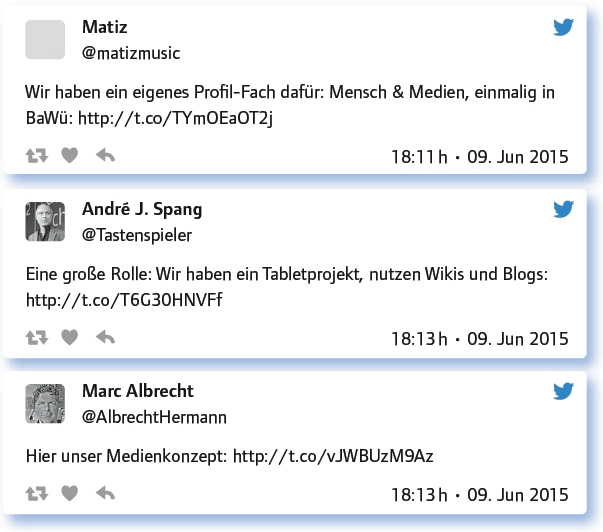 Matiz
@matizmusic
Wir haben ein eigenes Profil-Fach dafür: Mensch & Medien, einmalig in
BaWü: http://t.co/TYmOEaOT2j
18:11 h • 09. Jun 2015
André J. Spang
@Tastenspieler
Eine große Rolle: Wir haben ein Tabletprojekt, nutzen Wikis und Blogs:
http://t.co/T6G30HNVFf
18:13 h • 09. Jun 2015
Marc Albrecht
@AlbrechtHermann
Hier unser Medienkonzept: http://t.co/vJWBUzM9Az
18:13 h • 09. Jun 2015